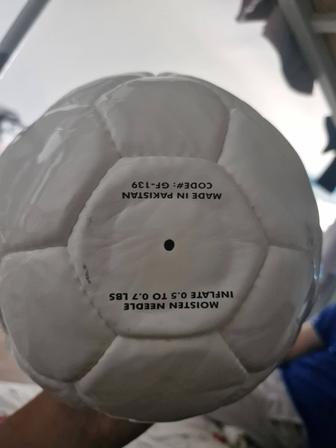 MOISTEN NEEDLE
INFLATE 0.5 TO 0.7 LBS
MADE IN PAKISTAN
CODE#: GF-139